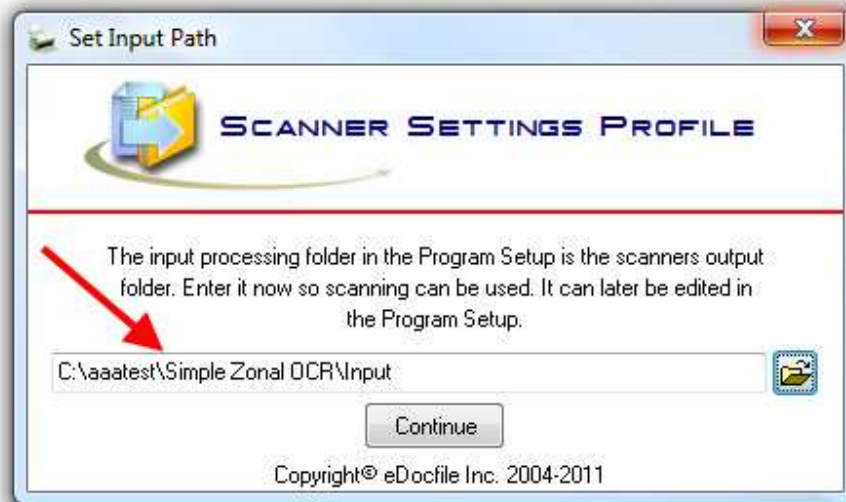 Set Input Path
SCANNER SETTINGS PROFILE
The input processing folder in the Program Setup is the scanners output
folder. Enter it now so scanning can be used. It can later be edited in
the Program Setup.
C:\aaatest\Simple Zonal OCR\Input
Continue
Copyright© eDocfile Inc. 2004-2011